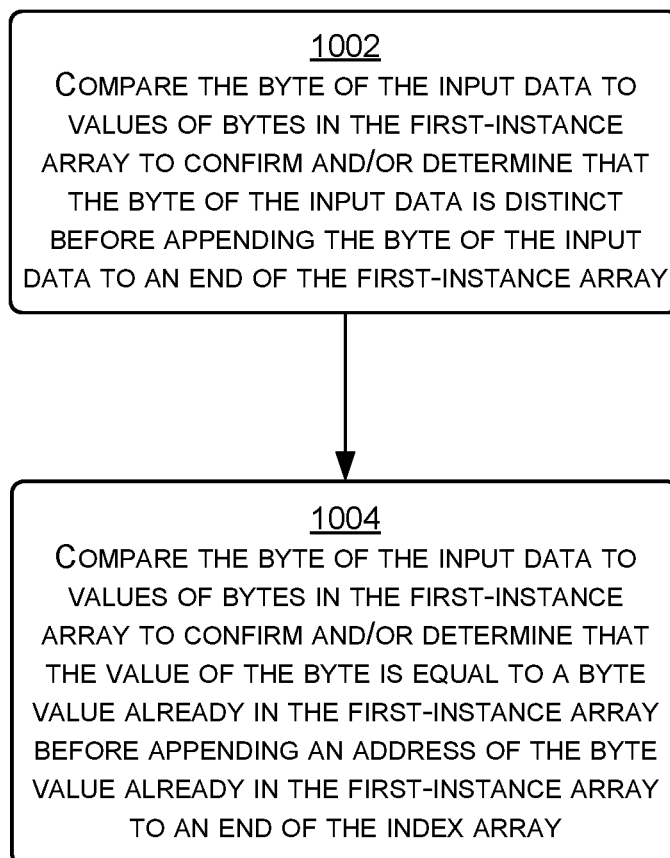 1002
COMPARE THE BYTE OF THE INPUT DATA TO
VALUES OF BYTES IN THE FIRST-INSTANCE
ARRAY TO CONFIRM AND/OR DETERMINE THAT
THE BYTE OF THE INPUT DATA IS DISTINCT
BEFORE APPENDING THE BYTE OF THE INPUT
DATA TO AN END OF THE FIRST-INSTANCE ARRAY
1004
COMPARE THE BYTE OF THE INPUT DATA TO
VALUES OF BYTES IN THE FIRST-INSTANCE
ARRAY TO CONFIRM AND/OR DETERMINE THAT
THE VALUE OF THE BYTE IS EQUAL TO A BYTE
VALUE ALREADY IN THE FIRST-INSTANCE ARRAY
BEFORE APPENDING AN ADDRESS OF THE BYTE
VALUE ALREADY IN THE FIRST-INSTANCE ARRAY
TO AN END OF THE INDEX ARRAY